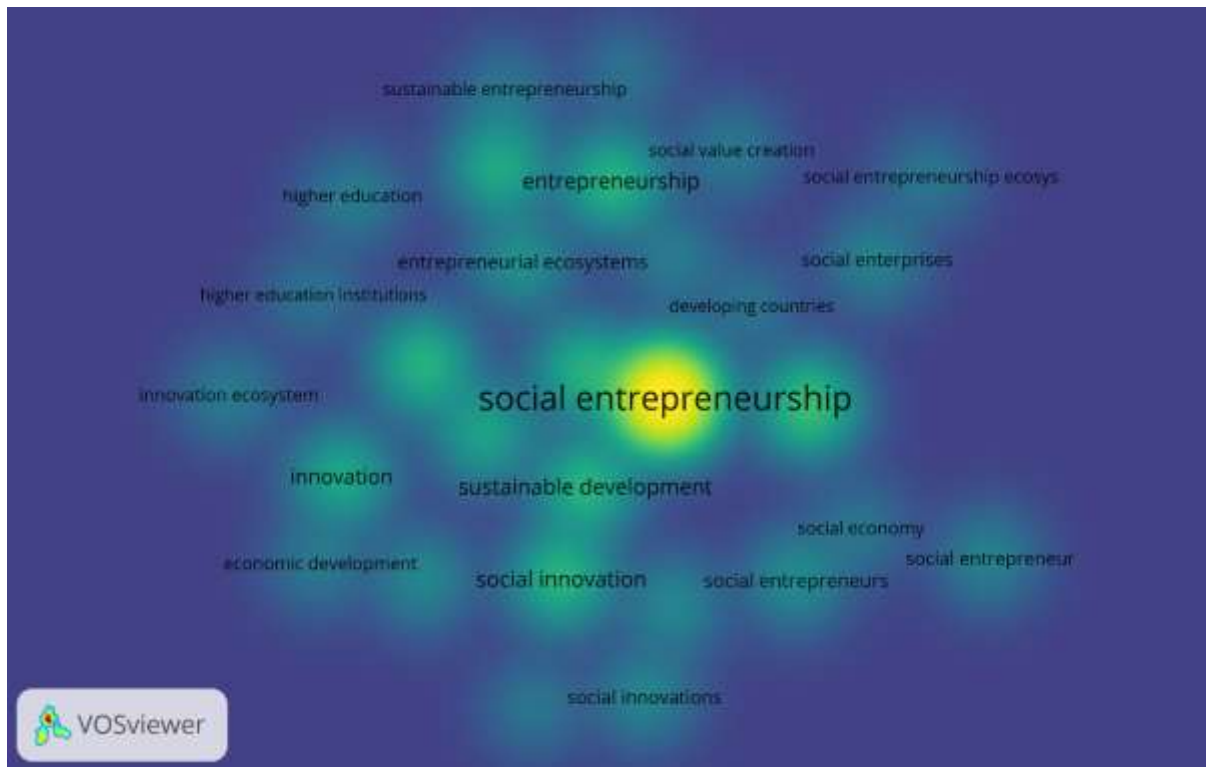 sustainable entrepreneurship
social value creation
entrepreneurship
social entrepreneurship ecosys
higher education
entrepreneurial ecosystems
social enterprises
higher education institutions
developing countries
innovation ecosystem
social entrepreneurship
innovation
sustainable development
social economy
economic development
social entrepreneur
social innovation
social entrepreneurs
social innovations
VOSviewer